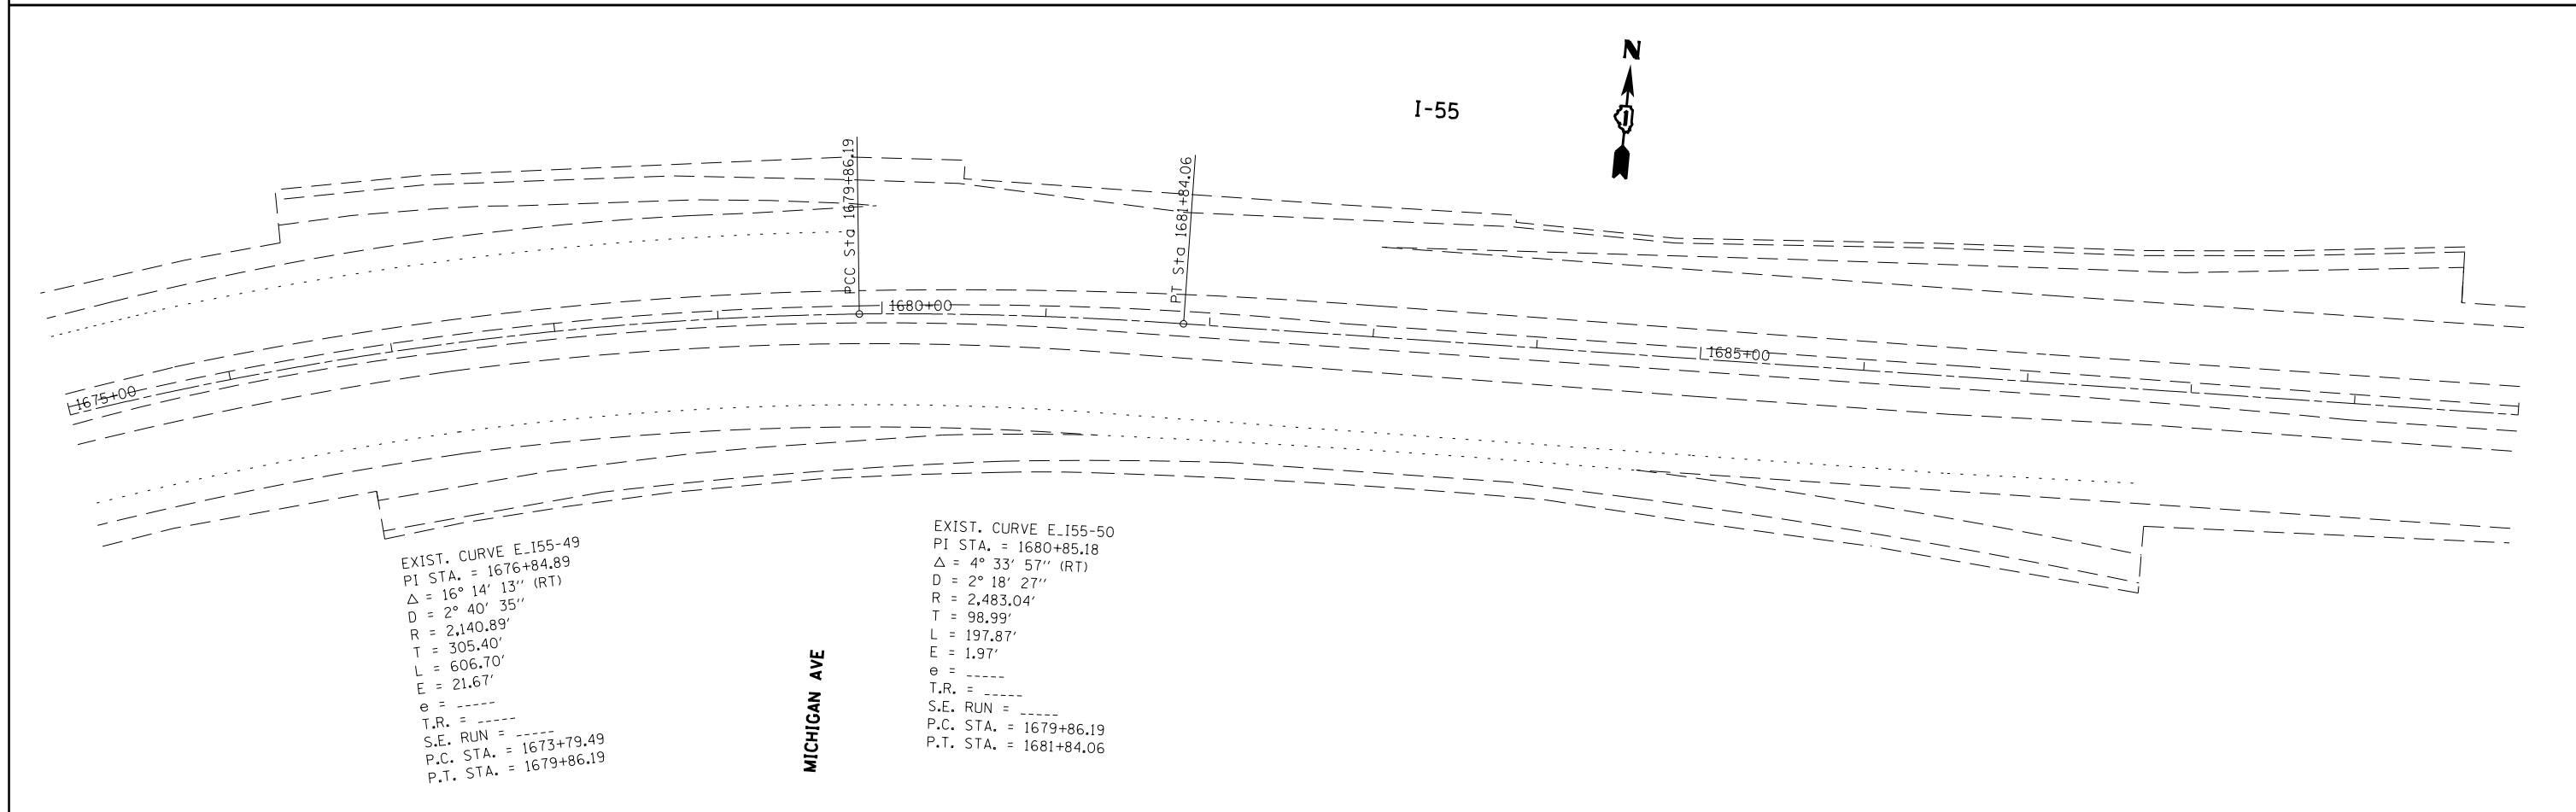 N
I-55
PCC Sta 1679+86.19
PT Sta 1681+84.06
1680+00
1685+00
1675+00
EXIST. CURVE E_I55-49
PI STA. = 1676+84.89
△ = 16° 14' 13'' (RT)
D = 2° 40' 35''
R = 2,140.89'
T = 305.40'
L = 606.70'
E = 21.67'
e = -----
T.R. = -----
S.E. RUN = -----
P.C. STA. = 1673+79.49
P.T. STA. = 1679+86.19
MICHIGAN AVE
EXIST. CURVE E_I55-50
PI STA. = 1680+85.18
△ = 4° 33' 57'' (RT)
D = 2° 18' 27''
R = 2,483.04'
T = 98.99'
L = 197.87'
E = 1.97'
e = -----
T.R. = -----
S.E. RUN = -----
P.C. STA. = 1679+86.19
P.T. STA. = 1681+84.06